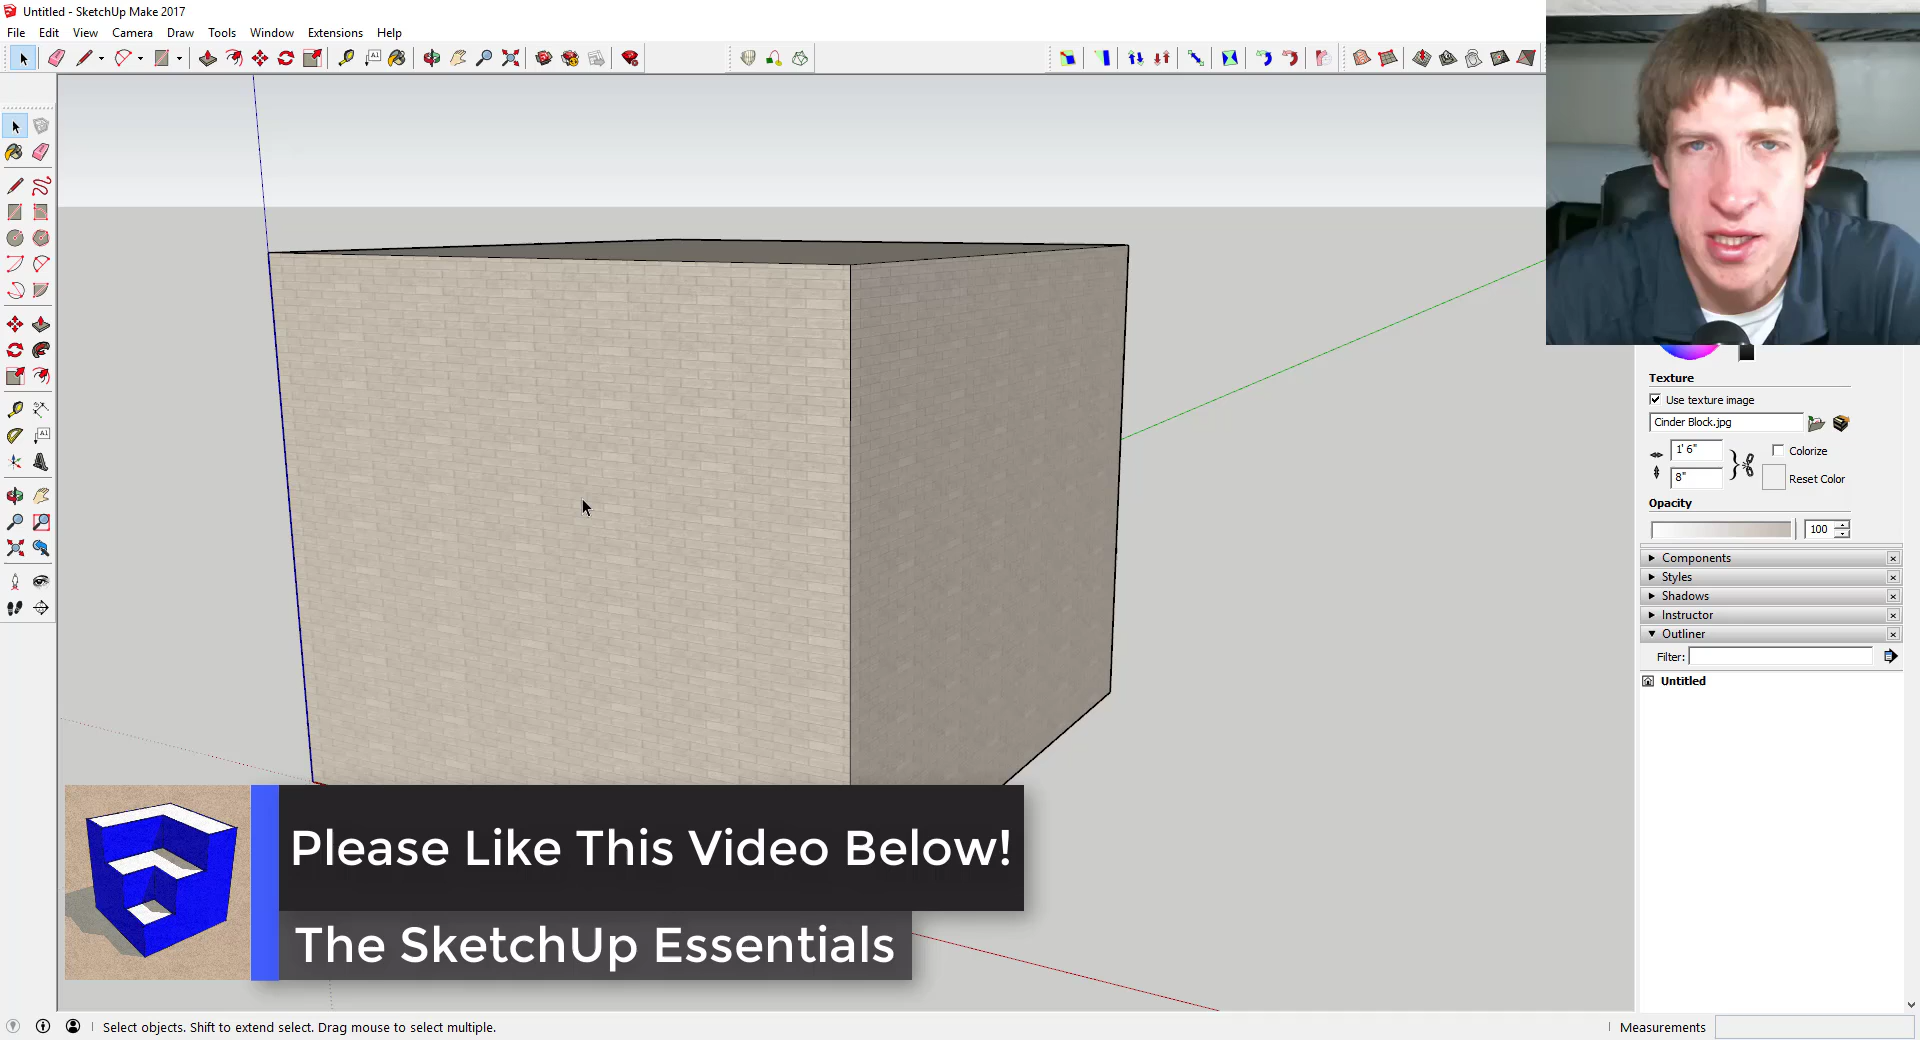 Untitled - SketchUp Make 2017
File Edit View Camera Draw Tools Window Extensions Help
Texture
Use texture image
Cinder Block.jpg
1' 6"
Colorize
8"
Reset Color
Opacity
100
Components
Styles
Shadows
Instructor
Outliner
Filter:
Untitled
Please Like This Video Below!
The SketchUp Essentials
Select objects. Shift to extend select. Drag mouse to select multiple.
Measurements